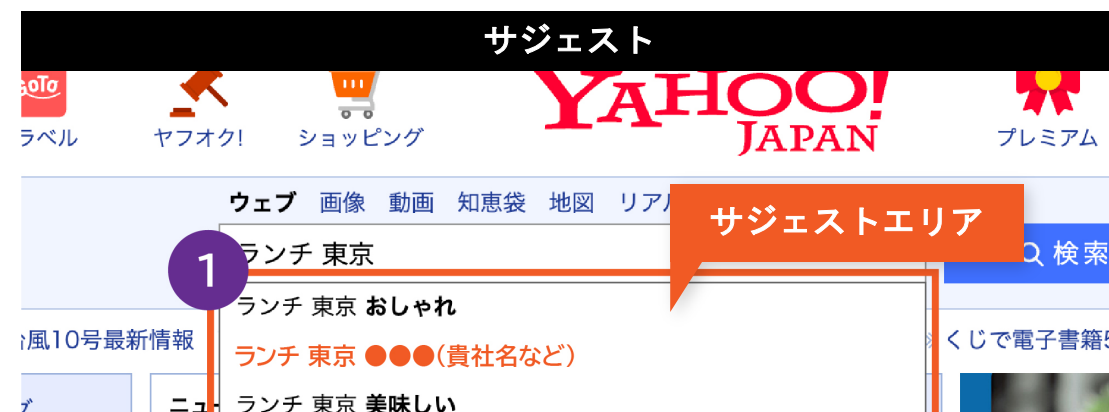 サジェスト
GoTo
ラベル
ヤフオク!
ショッピング
YAHOO!
JAPAN
プレミアム
ウェブ 画像 動画 知恵袋 地図 リアル
サジェストエリア
1
ランチ 東京
検索
ランチ 東京 おしゃれ
風10号最新情報
ランチ 東京 ●●●(貴社名など)
くじで電子書籍
ニュー
ランチ 東京 美味しい